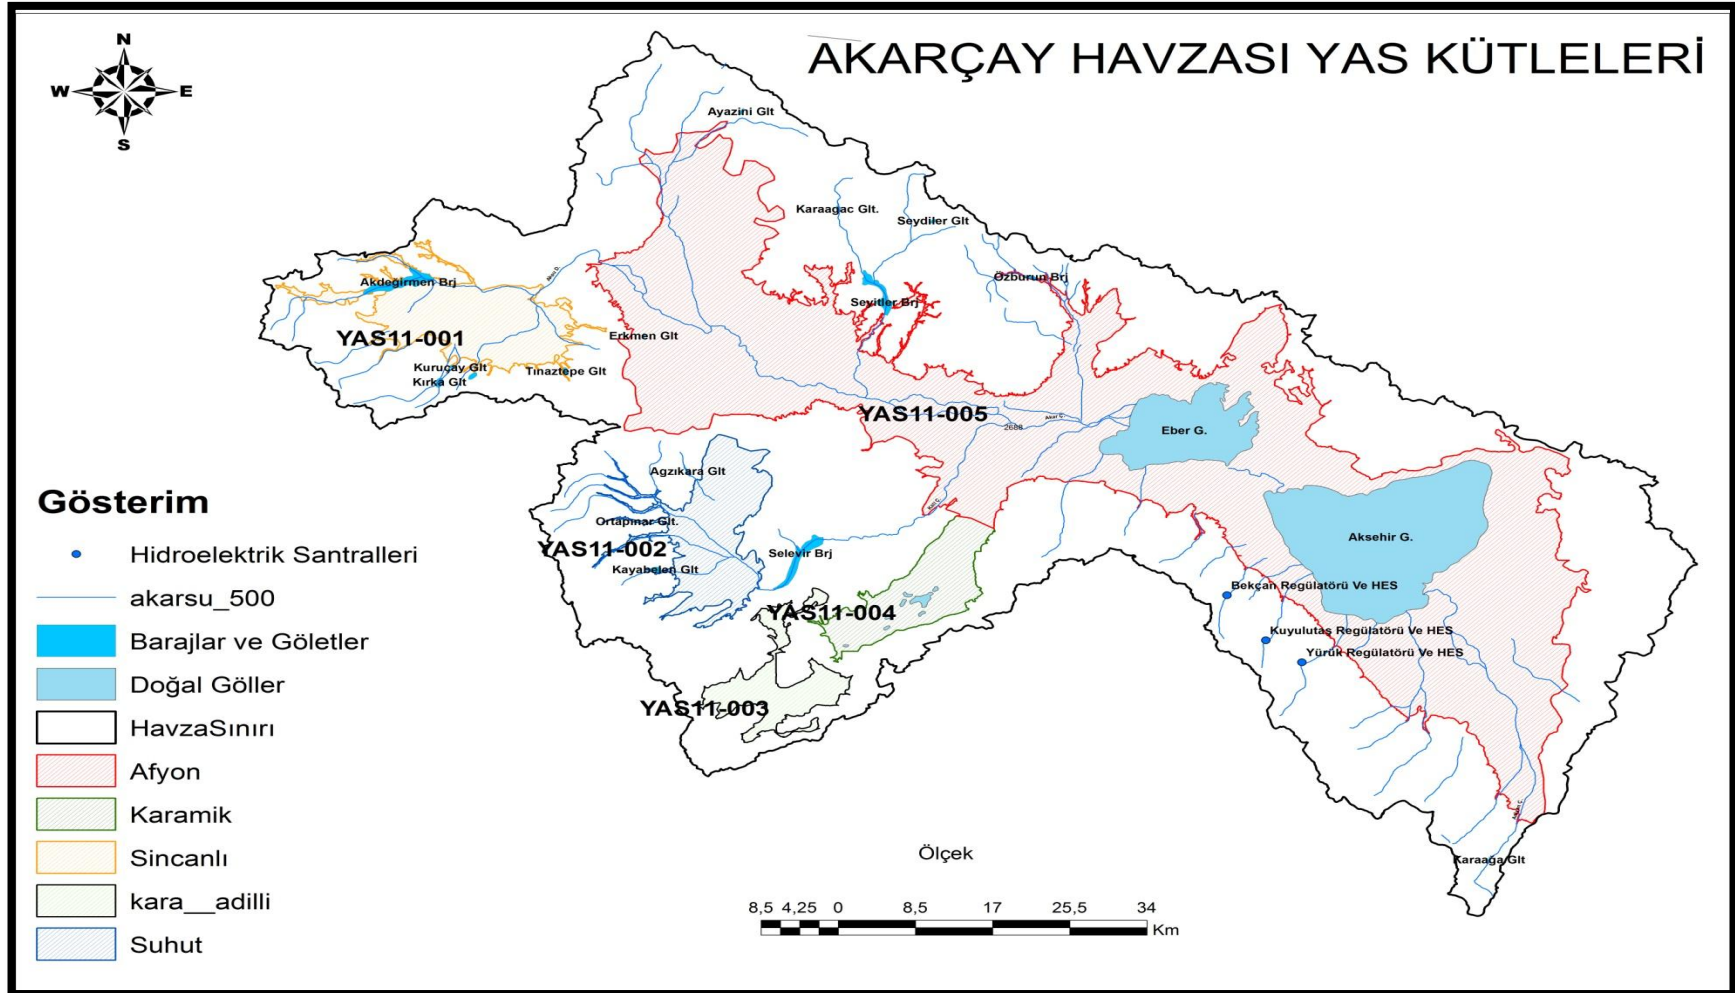 AKARÇAY HAVZASI YAS KÜTLELERİ
N
W
E
S
Ayazini Glt
Karaagac Glt.
Seydiler Glt
Akdeğirmen Brj
Özburun Brj
Seyitler Brj
YAS11-001
Erkmen Glt
Kuruçay Glt
Kırka Glt
Tınaztepe Glt
YAS11-005
2688
Eber G.
Agzıkara Glt
Ortapınar Glt.
YAS11-002
Kayabelen Glt
Selevir Brj
Aksehir G.
Bekçan Regülatörü Ve HES
YAS11-004
Kuyulutaş Regülatörü Ve HES
Yürük Regülatörü Ve HES
YAS11-003
Karaağa Glt
Gösterim
Hidroelektrik Santralleri
akarsu_500
Barajlar ve Göletler
Doğal Göller
HavzaSınırı
Afyon
Karamik
Sincanlı
kara__adilli
Suhut
Ölçek
8,5 4,25 0 8,5 17 25,5 34
Km